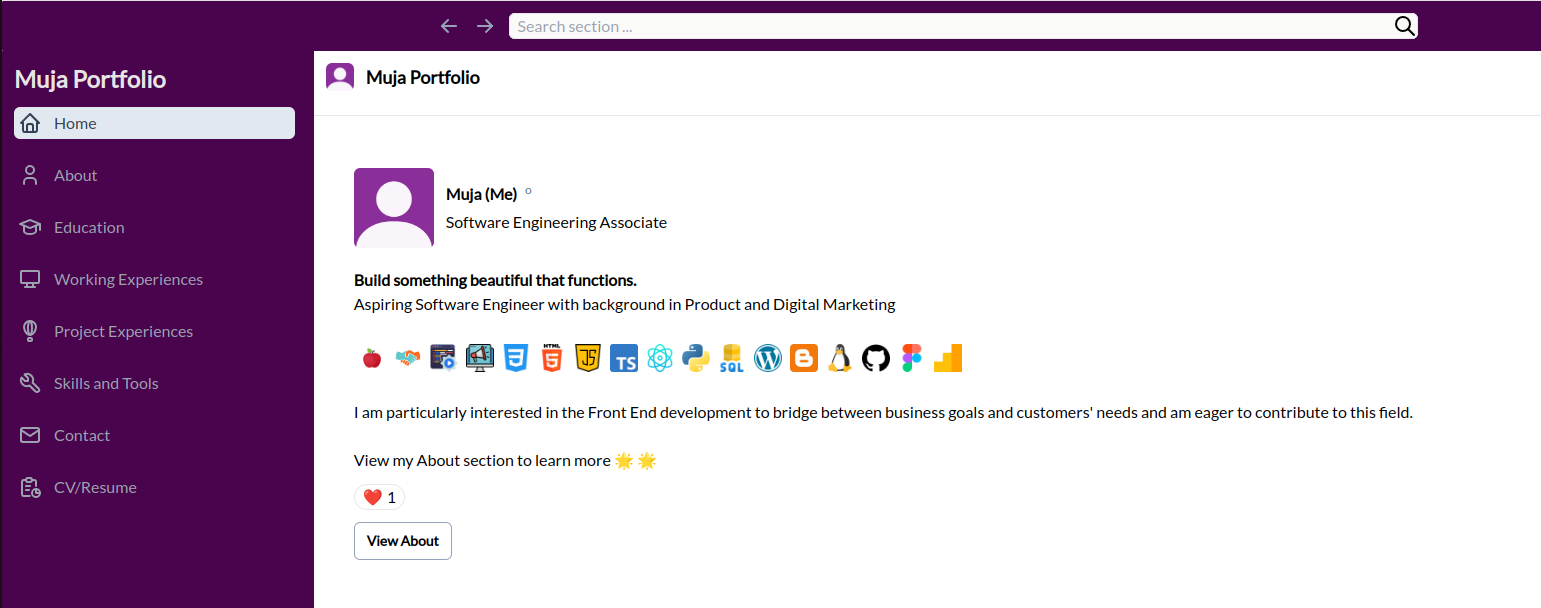 Search section ...
Muja Portfolio
Home
About
Education
Working Experiences
Project Experiences
Skills and Tools
Contact
CV/Resume
Muja Portfolio
Muja (Me)
Software Engineering Associate
Build something beautiful that functions.
Aspiring Software Engineer with background in Product and Digital Marketing
HTML
5
3
JS
TS
SQL
W
B
I am particularly interested in the Front End development to bridge between business goals and customers' needs and am eager to contribute to this field.
View my About section to learn more 🌟 🌟
❤️ 1
View About